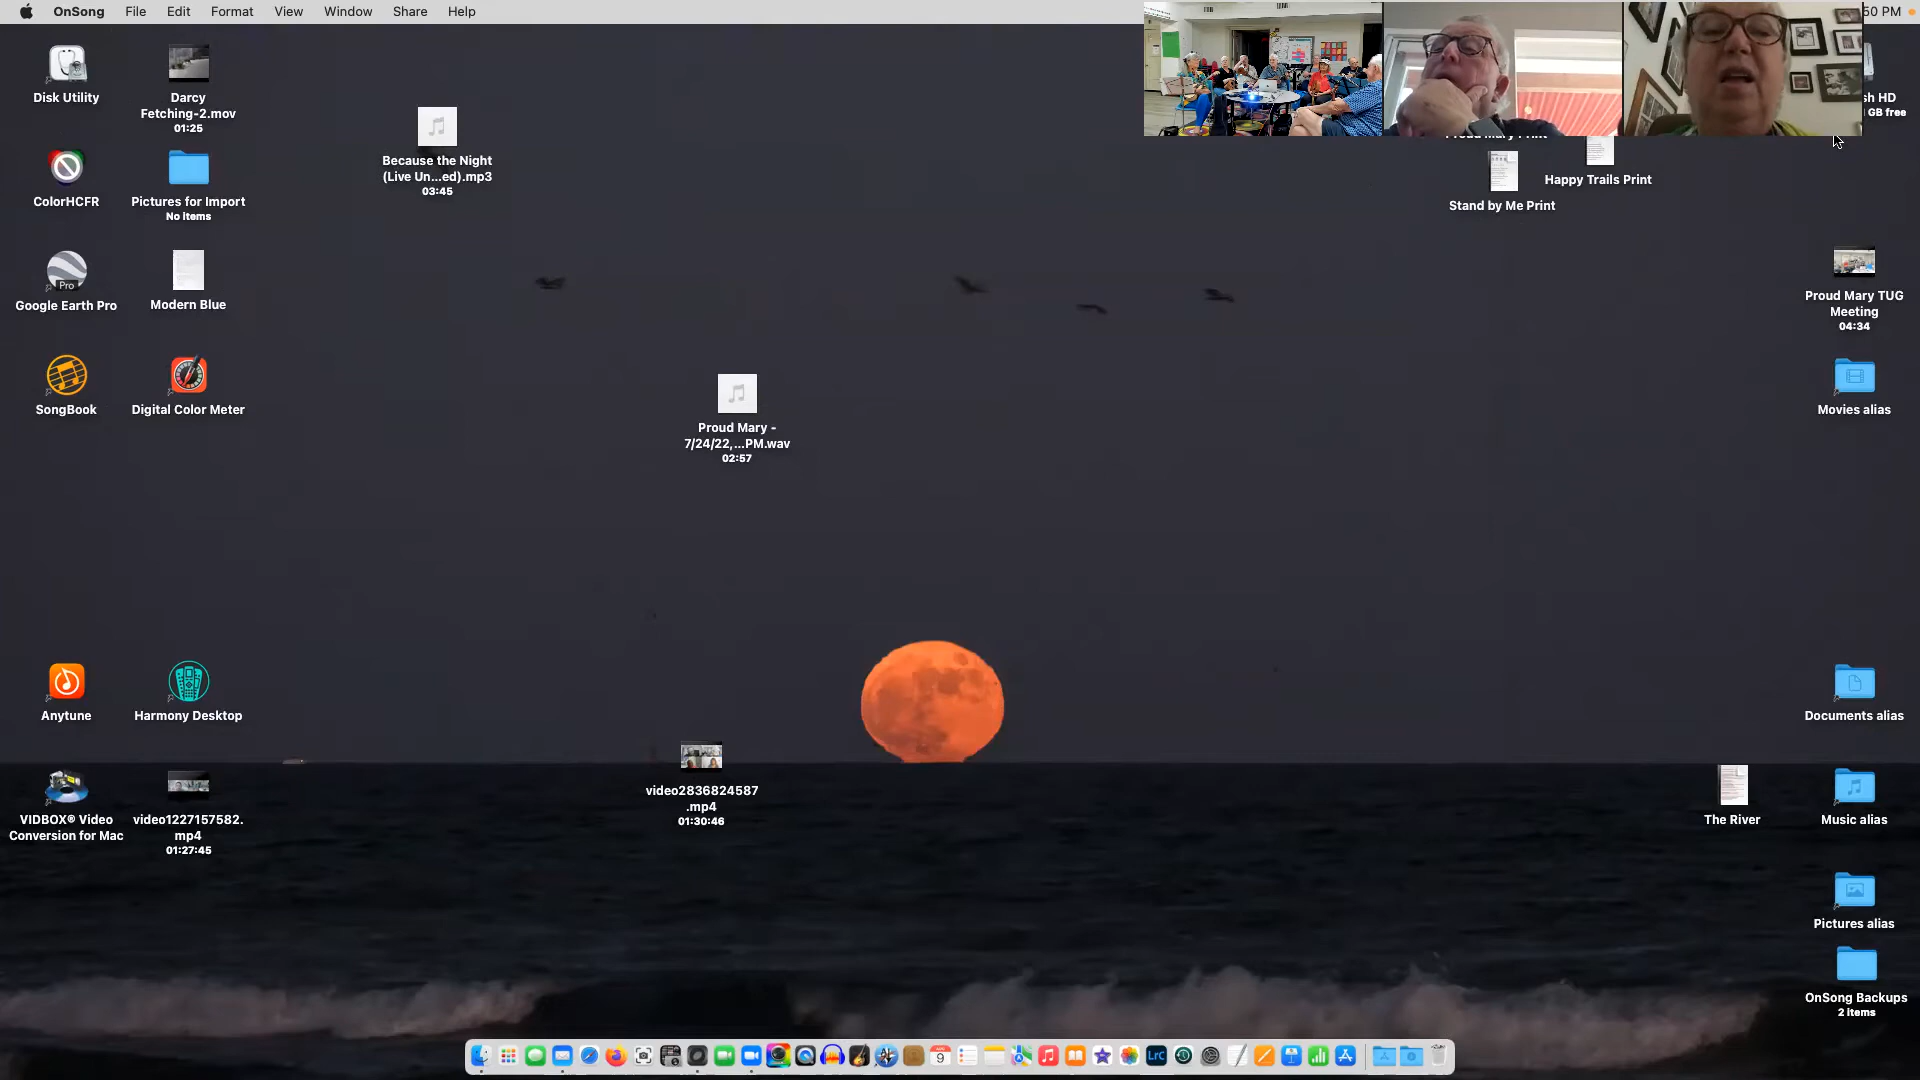 OnSong File Edit Format View Window Share Help
50 PM
Disk Utility
Darcy
Fetching-2.mov
01:25
Because the Night
(Live Un...ed).mp3
03:45
sh HD
GB free
Stand by Me Print
Happy Trails Print
ColorHCFR
Pictures for Import
No items
Pro
Google Earth Pro
Modern Blue
Proud Mary TUG
Meeting
04:34
SongBook
Digital Color Meter
Movies alias
Proud Mary -
7/24/22,...PM.wav
02:57
Anytune
Harmony Desktop
Documents alias
VIDBOX® Video
Conversion for Mac
video1227157582.
mp4
01:27:45
video2836824587
.mp4
01:30:46
The River
Music alias
Pictures alias
OnSong Backups
2 items
9
LrC